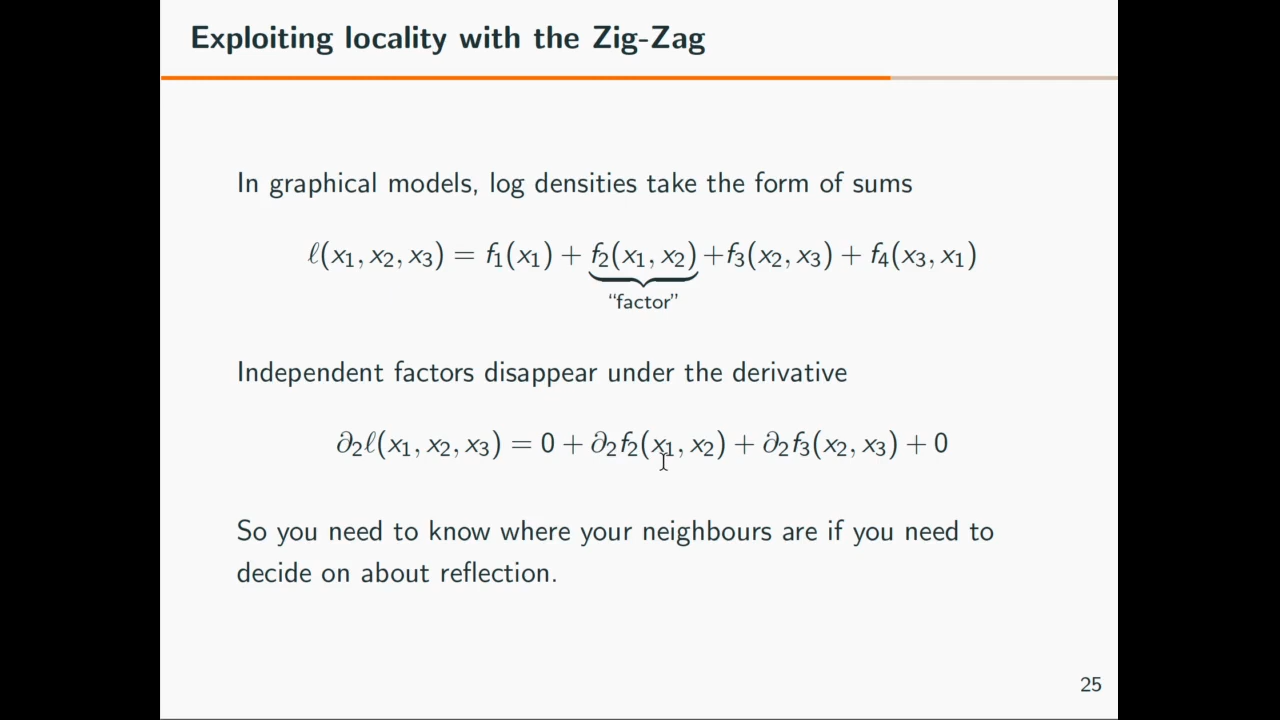 Exploiting locality with the Zig-Zag
In graphical models, log densities take the form of sums
ℓ(x₁, x₂, x₃) = f₁(x₁) + f₂(x₁, x₂) + f₃(x₂, x₃) + f₄(x₃, x₁)
“factor”
Independent factors disappear under the derivative
∂₂ℓ(x₁, x₂, x₃) = 0 + ∂₂f₂(x₁, x₂) + ∂₂f₃(x₂, x₃) + 0
So you need to know where your neighbours are if you need to
decide on about reflection.
25